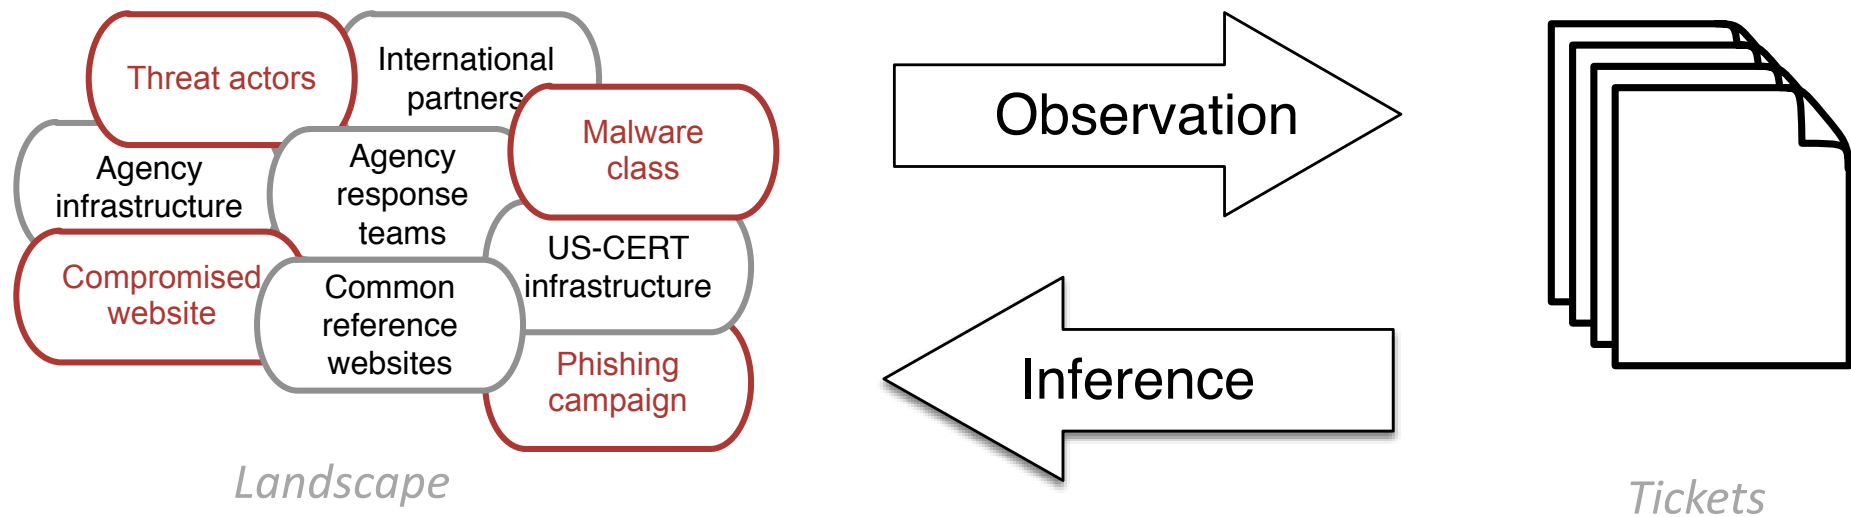 Threat actors
International
partners
Malware
class
Agency
infrastructure
Agency
response
teams
US-CERT
infrastructure
Compromised
website
Common
reference
websites
Phishing
campaign
Landscape
Observation
Inference
Tickets